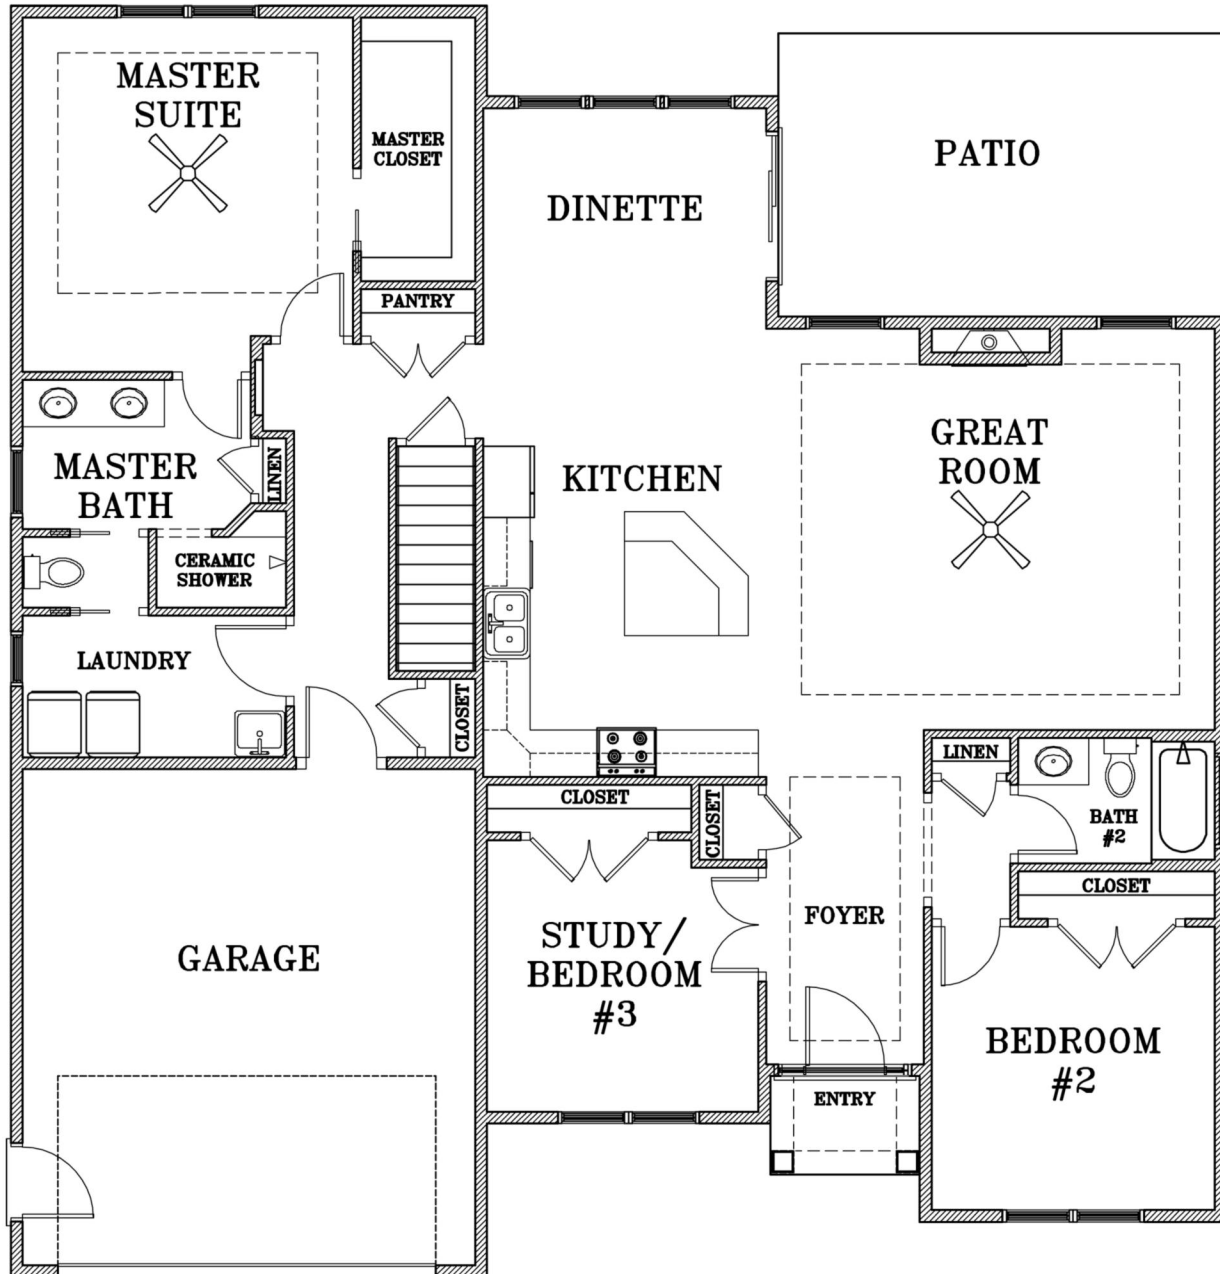 MASTER
SUITE
MASTER
CLOSET
PATIO
DINETTE
PANTRY
GREAT
ROOM
KITCHEN
MASTER
BATH
LINEN
CERAMIC
SHOWER
LAUNDRY
CLOSET
LINEN
CLOSET
CLOSET
BATH
#2
CLOSET
FOYER
STUDY/
BEDROOM
#3
GARAGE
BEDROOM
#2
ENTRY